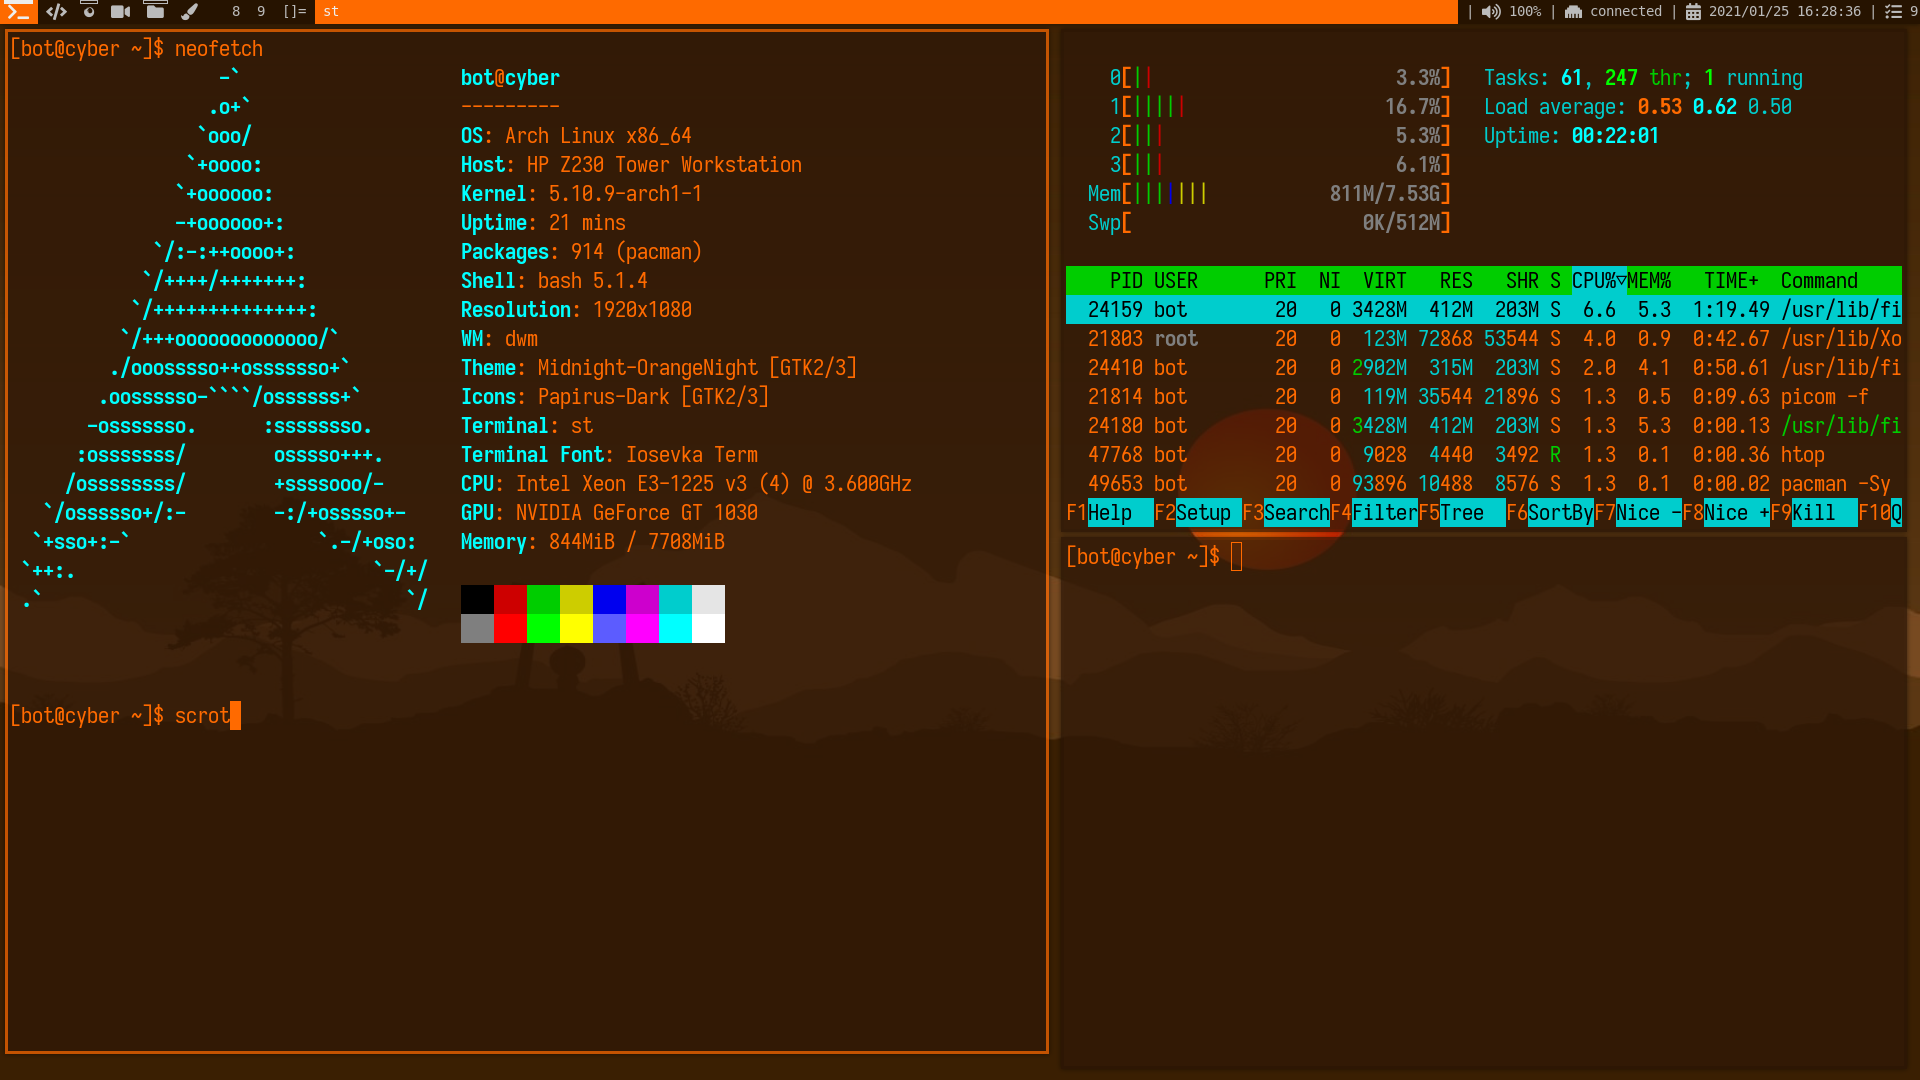 8 9 []= st | 100% | connected | 2021/01/25 16:28:36 | 9
[bot@cyber ~]$ neofetch
-`
.o+`
`ooo/
`+oooo:
`+oooooo:
-+oooooo+:
`/:-:++oooo+:
`/++++/+++++++:
`/++++++++++++++:
`/+++ooooooooooooo/`
./ooosssso++osssssso+`
.oossssso-````/ossssss+`
-osssssso. :ssssssso.
:osssssss/ osssso+++.
/ossssssss/ +ssssooo/-
`/ossssso+/:- -:/+osssso+-
`+sso+:-` `.-/+oso:
`++:. `-/+/
.` `/
bot@cyber
---------
OS: Arch Linux x86_64
Host: HP Z230 Tower Workstation
Kernel: 5.10.9-arch1-1
Uptime: 21 mins
Packages: 914 (pacman)
Shell: bash 5.1.4
Resolution: 1920x1080
WM: dwm
Theme: Midnight-OrangeNight [GTK2/3]
Icons: Papirus-Dark [GTK2/3]
Terminal: st
Terminal Font: Iosevka Term
CPU: Intel Xeon E3-1225 v3 (4) @ 3.600GHz
GPU: NVIDIA GeForce GT 1030
Memory: 844MiB / 7708MiB
[bot@cyber ~]$ scrot
0[|| 3.3%] Tasks: 61, 247 thr; 1 running
1[||||| 16.7%] Load average: 0.53 0.62 0.50
2[||| 5.3%] Uptime: 00:22:01
3[||| 6.1%]
Mem[||||||| 811M/7.53G]
Swp[ 0K/512M]
PID USER PRI NI VIRT RES SHR S CPU%▽MEM% TIME+ Command
24159 bot 20 0 3428M 412M 203M S 6.6 5.3 1:19.49 /usr/lib/fi
21803 root 20 0 123M 72868 53544 S 4.0 0.9 0:42.67 /usr/lib/Xo
24410 bot 20 0 2902M 315M 203M S 2.0 4.1 0:50.61 /usr/lib/fi
21814 bot 20 0 119M 35544 21896 S 1.3 0.5 0:09.63 picom -f
24180 bot 20 0 3428M 412M 203M S 1.3 5.3 0:00.13 /usr/lib/fi
47768 bot 20 0 9028 4440 3492 R 1.3 0.1 0:00.36 htop
49653 bot 20 0 93896 10488 8576 S 1.3 0.1 0:00.02 pacman -Sy
F1Help F2Setup F3SearchF4FilterF5Tree F6SortByF7Nice -F8Nice +F9Kill F10Q
[bot@cyber ~]$